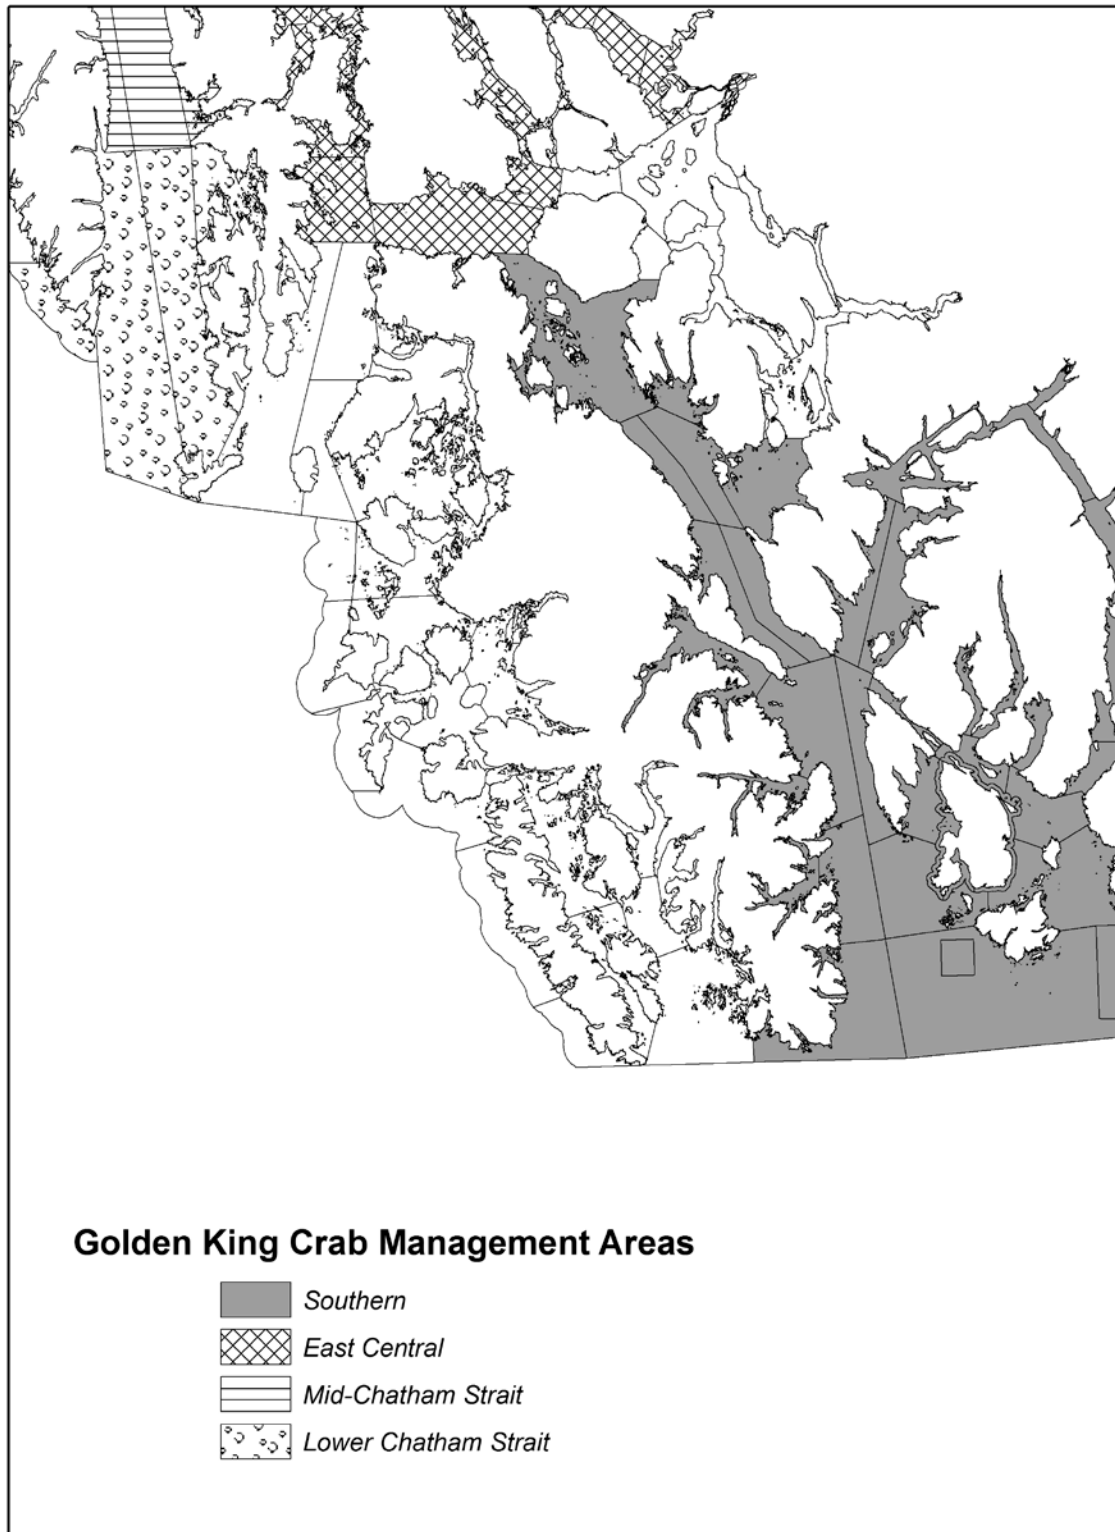 Golden King Crab Management Areas
Southern
East Central
Mid-Chatham Strait
Lower Chatham Strait